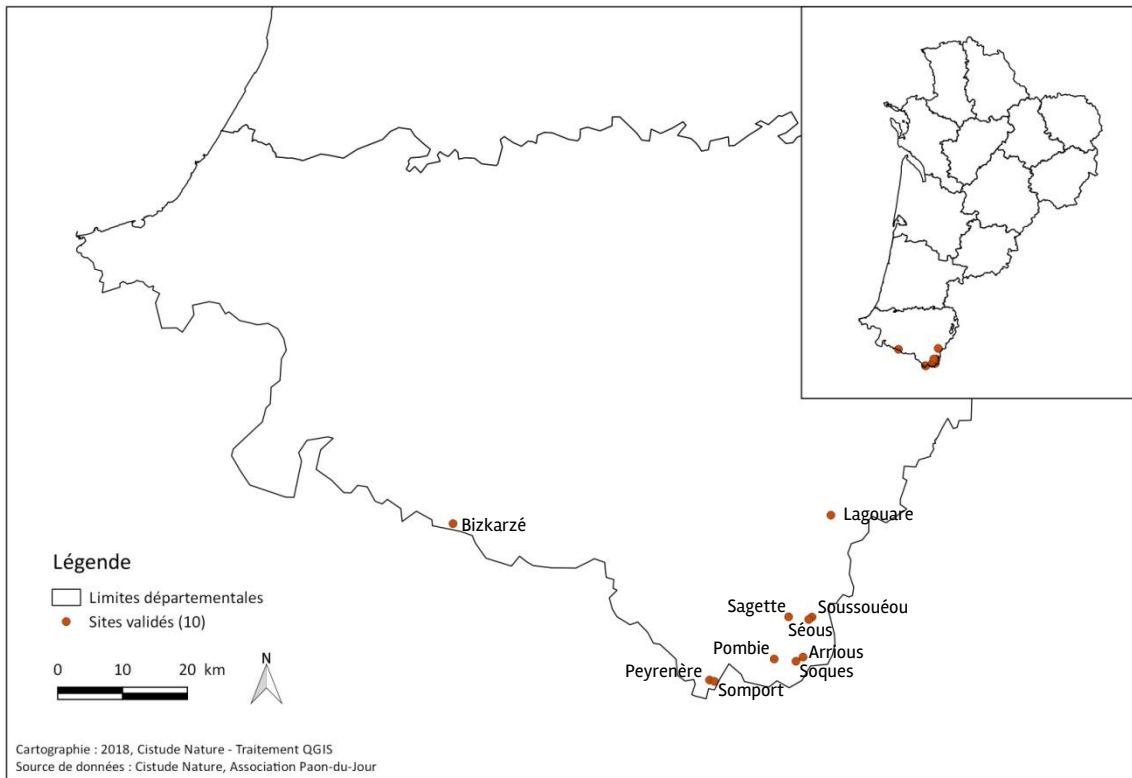 Bizkarzé
Lagouare
Sagette
Soussouéou
Séous
Pombie
Arrious
Soques
Peyrenère
Somport
Légende
Limites départementales
Sites validés (10)
0 10 20 km
N
Cartographie : 2018, Cistude Nature - Traitement QGIS
Source de données : Cistude Nature, Association Paon-du-Jour